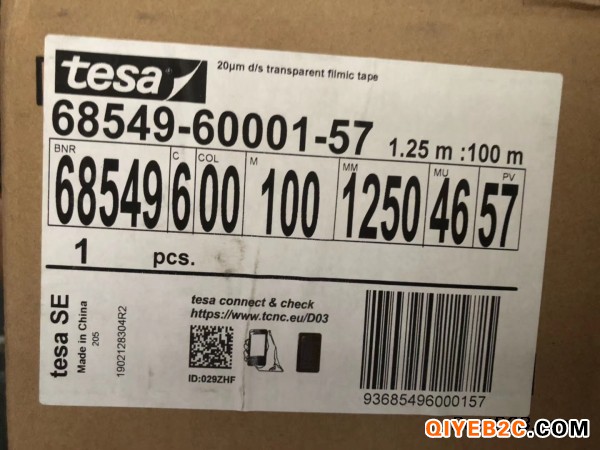 tesa
20µm d/s transparent filmic tape
68549-60001-57 1.25 m :100 m
BNR C COL M MM MU PV
68549 6 00 100 1250 46 57
1 pcs.
tesa SE
Made in China
205
1902128304R2
tesa connect & check
https://www.tcnc.eu/D03
ID:029ZHF
93685496000157
QIYEB2C.COM